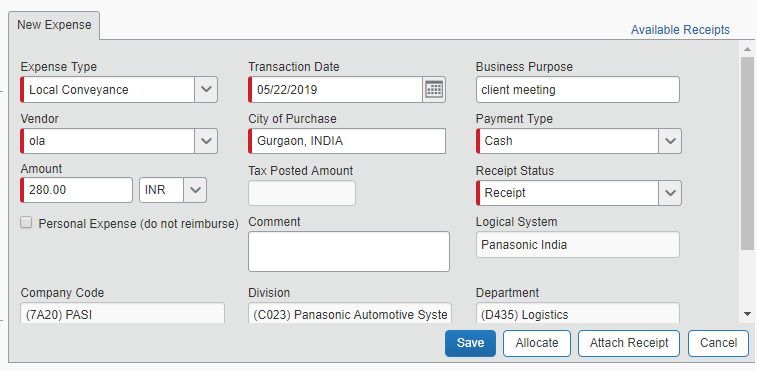 New Expense
Available Receipts
Expense Type Transaction Date Business Purpose
Local Conveyance 05/22/2019 client meeting
Vendor City of Purchase Payment Type
ola Gurgaon, INDIA Cash
Amount Tax Posted Amount Receipt Status
280.00 INR Receipt
Personal Expense (do not reimburse) Comment Logical System
Panasonic India
Company Code Division Department
(7A20) PASI (C023) Panasonic Automotive Syste (D435) Logistics
Save Allocate Attach Receipt Cancel